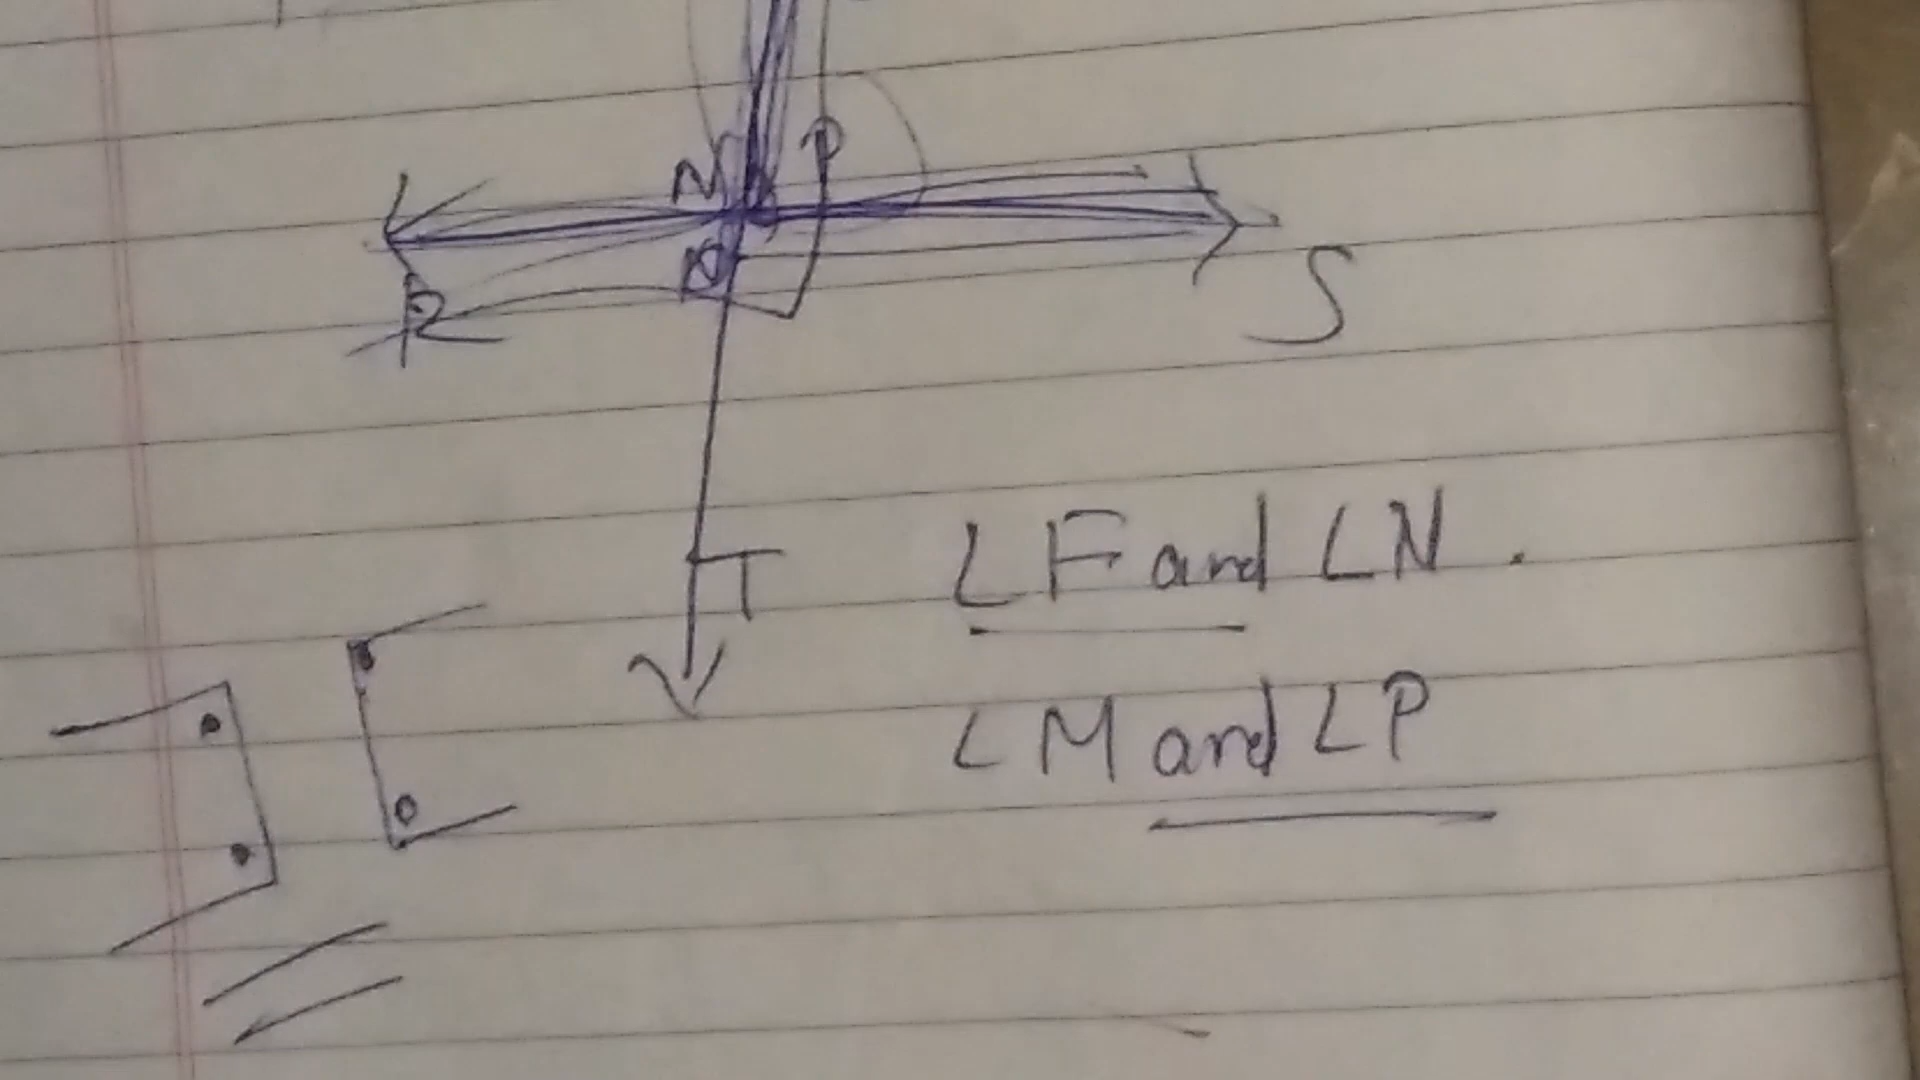 N P
R S
T
∠F and ∠N.
∠M and ∠P